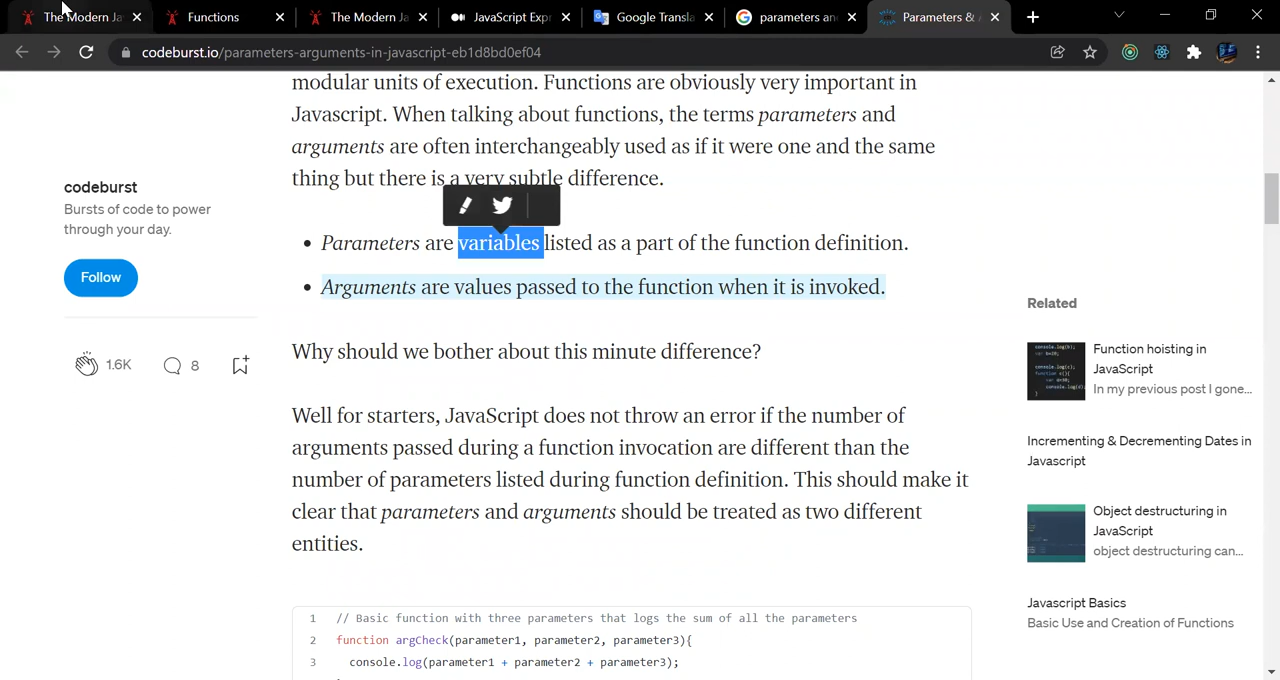 The Modern Ja
Functions
The Modern Ja
JavaScript Exp
Google Transla
parameters an
Parameters &
codeburst.io/parameters-arguments-in-javascript-eb1d8bd0ef04
modular units of execution. Functions are obviously very important in
Javascript. When talking about functions, the terms parameters and
arguments are often interchangeably used as if it were one and the same
thing but there is a very subtle difference.
codeburst
Bursts of code to power
through your day.
Follow
1.6K
8
• Parameters are variables listed as a part of the function definition.
• Arguments are values passed to the function when it is invoked.
Why should we bother about this minute difference?
Well for starters, JavaScript does not throw an error if the number of
arguments passed during a function invocation are different than the
number of parameters listed during function definition. This should make it
clear that parameters and arguments should be treated as two different
entities.
1 // Basic function with three parameters that logs the sum of all the parameters
2 function argCheck(parameter1, parameter2, parameter3){
3 console.log(parameter1 + parameter2 + parameter3);
Related
Function hoisting in
JavaScript
In my previous post I gone...
Incrementing & Decrementing Dates in
Javascript
Object destructuring in
JavaScript
object destructuring can...
Javascript Basics
Basic Use and Creation of Functions